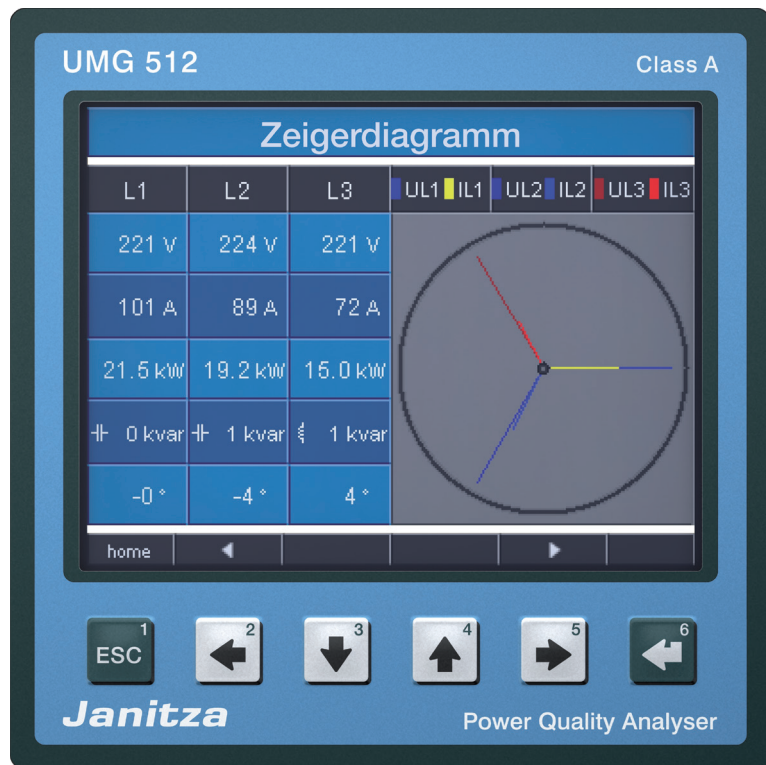 UMG 512 Class A
Zeigerdiagramm
L1 L2 L3 UL1 IL1 UL2 IL2 UL3 IL3
221 V 224 V 221 V
101 A 89 A 72 A
21.5 kW 19.2 kW 15.0 kW
0 kvar 1 kvar 1 kvar
-0 ° -4 ° 4 °
home
1 2 3 4 5 6
ESC
Janitza Power Quality Analyser